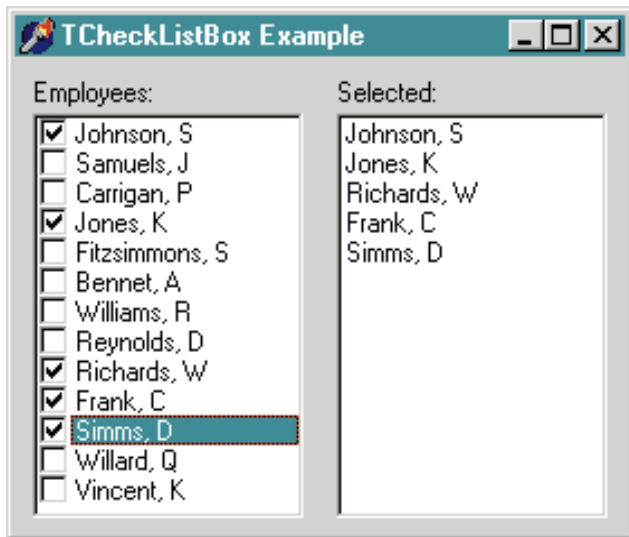 TCheckListBox Example
Employees:
Johnson, S
Samuels, J
Carrigan, P
Jones, K
Fitzsimmons, S
Bennet, A
Williams, R
Reynolds, D
Richards, W
Frank, C
Simms, D
Willard, Q
Vincent, K
Selected:
Johnson, S
Jones, K
Richards, W
Frank, C
Simms, D